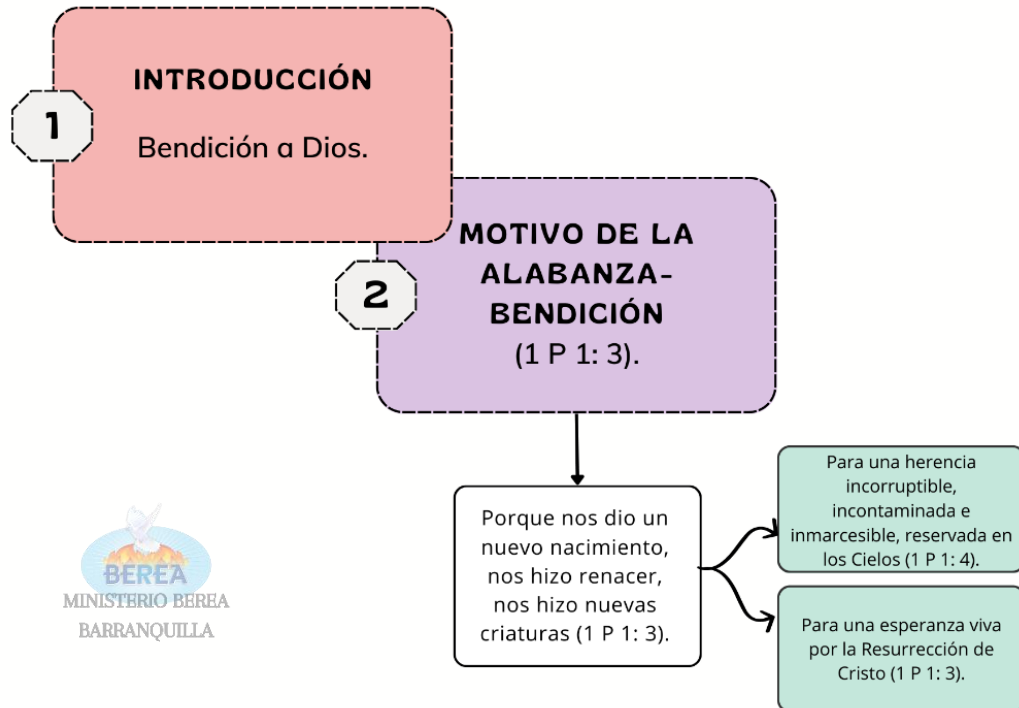 1
INTRODUCCIÓN
Bendición a Dios.
2
MOTIVO DE LA
ALABANZA-
BENDICIÓN
(1 P 1: 3).
Porque nos dio un
nuevo nacimiento,
nos hizo renacer,
nos hizo nuevas
criaturas (1 P 1: 3).
Para una herencia
incorruptible,
incontaminada e
inmarcesible, reservada en
los Cielos (1 P 1: 4).
Para una esperanza viva
por la Resurrección de
Cristo (1 P 1: 3).
BEREA
MINISTERIO BEREA
BARRANQUILLA